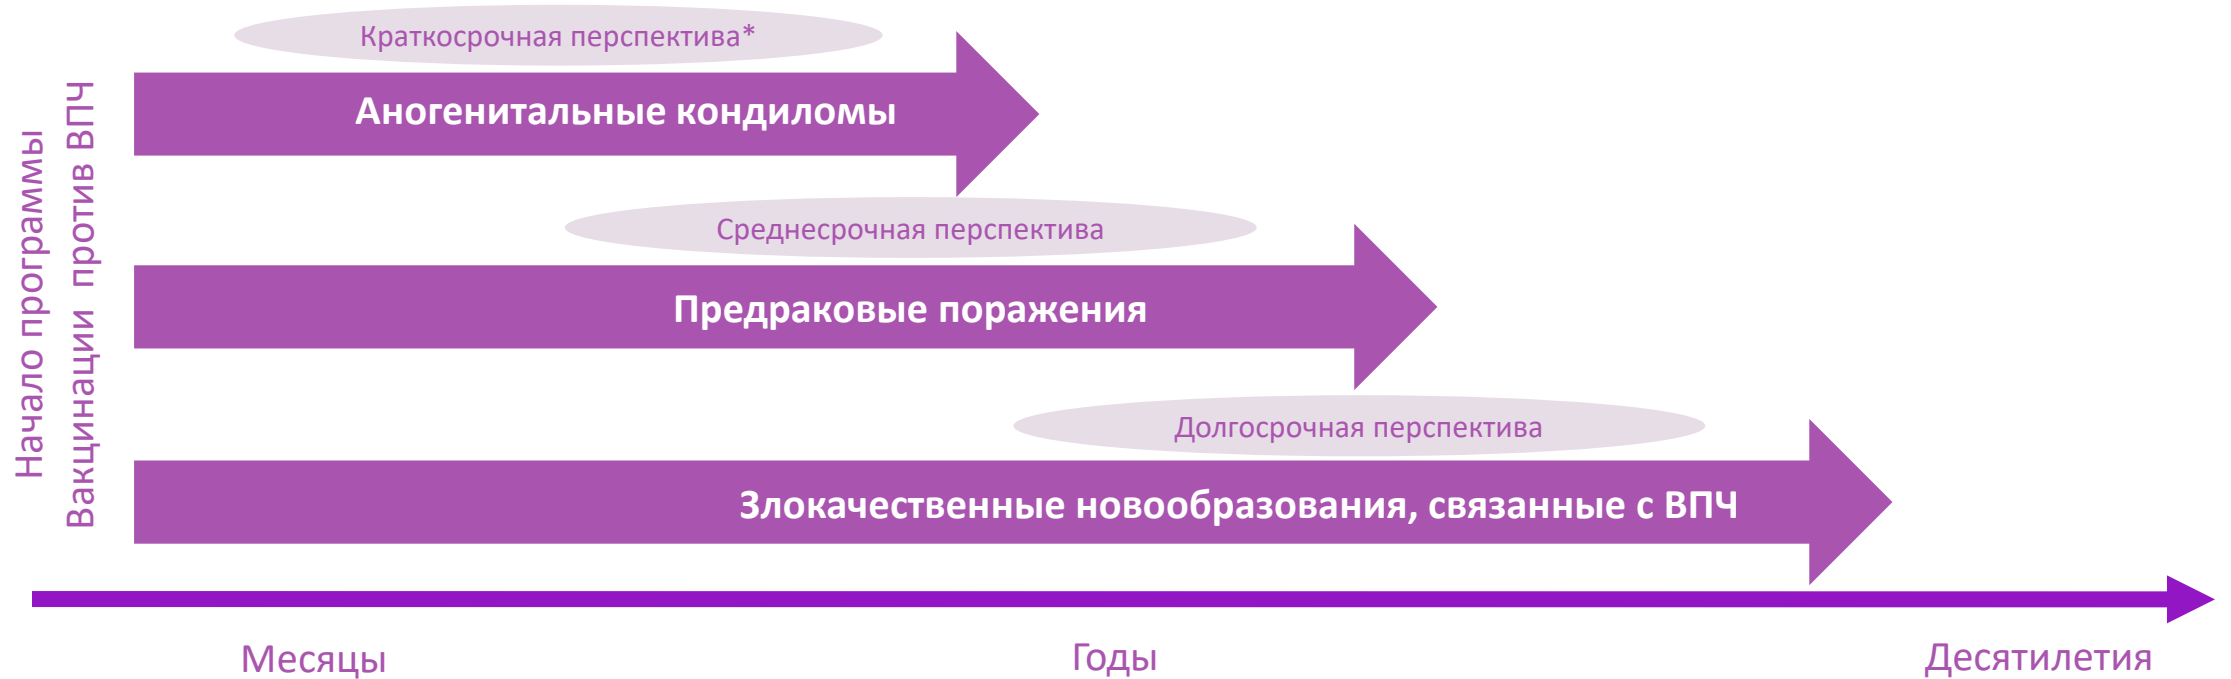 Начало программы
Вакцинации против ВПЧ
Краткосрочная перспектива*
Аногенитальные кондиломы
Среднесрочная перспектива
Предраковые поражения
Долгосрочная перспектива
Злокачественные новообразования, связанные с ВПЧ
Месяцы
Годы
Десятилетия